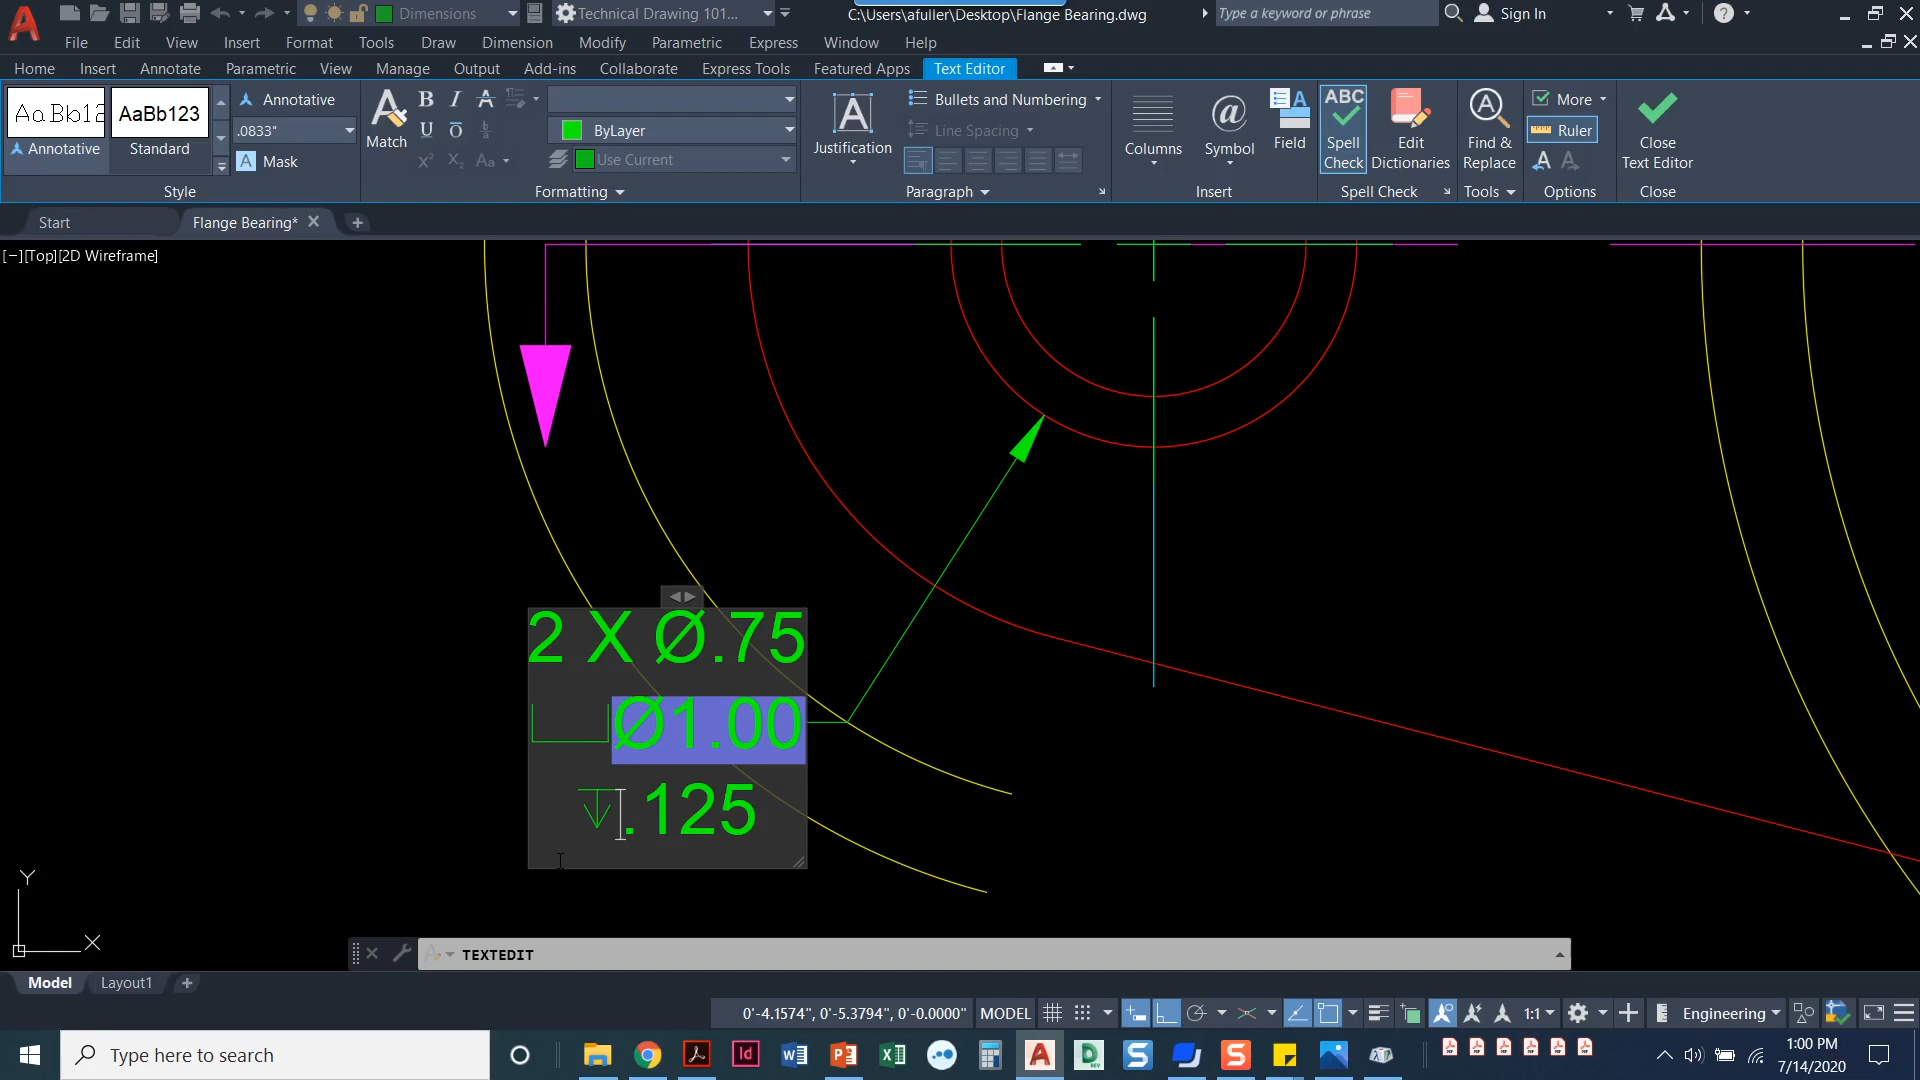 Dimensions
Technical Drawing 101...
C:\Users\afuller\Desktop\Flange Bearing.dwg
Type a keyword or phrase
Sign In
File Edit View Insert Format Tools Draw Dimension Modify Parametric Express Window Help
Home Insert Annotate Parametric View Manage Output Add-ins Collaborate Express Tools Featured Apps Text Editor
AaBb12 AaBb123
Annotative Standard
Annotative
.0833"
Mask
Style
Match
B I A
U O
ByLayer
Use Current
Formatting
Justification
Bullets and Numbering
Line Spacing
Paragraph
Columns
Symbol
Field
Insert
ABC
Spell Check
Edit Dictionaries
Spell Check
Find & Replace
Tools
More
Ruler
Options
Close Text Editor
Close
Start
Flange Bearing*
[−][Top][2D Wireframe]
2 X Ø.75
⌴Ø1.00
↧.125
Y
X
TEXTEDIT
Model Layout1
0'-4.1574", 0'-5.3794", 0'-0.0000" MODEL 1:1 Engineering
Type here to search
1:00 PM
7/14/2020